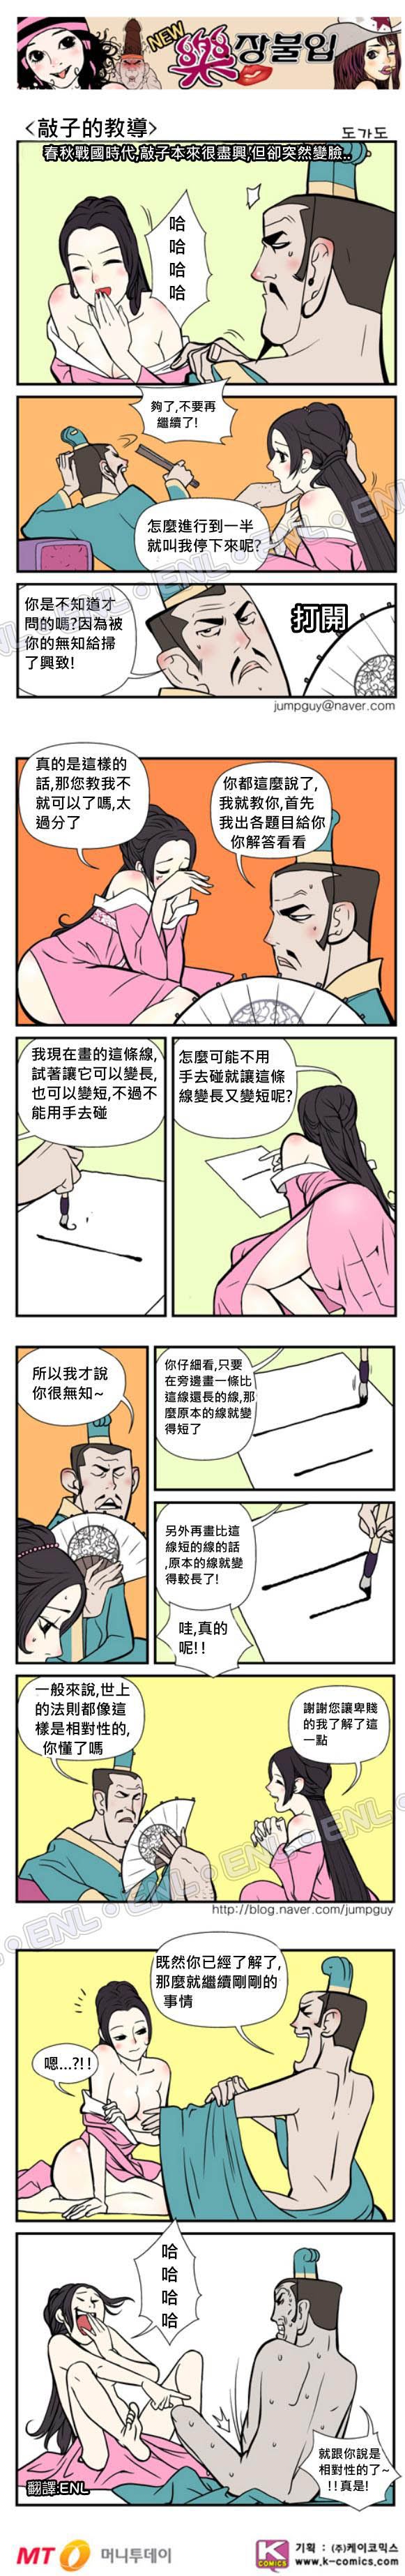 NEW 樂장불입
<敲子的教導>
도가도
春秋戰國時代,敲子本來很盡興,但卻突然變臉..
哈
哈
哈
哈
夠了,不要再
繼續了!
怎麼進行到一半
就叫我停下來呢?
你是不知道才
問的嗎?因為被
你的無知給掃
了興致!
打開
jumpguy@naver.com
真的是這樣的
話,那您教我不
就可以了嗎,太
過分了
你都這麼說了,
我就教你,首先
我出各題目給你
你解答看看
我現在畫的這條線,
試著讓它可以變長,
也可以變短,不過不
能用手去碰
怎麼可能不用
手去碰就讓這條
線變長又變短呢?
所以我才說
你很無知~
你仔細看,只要
在旁邊畫一條比
這線還長的線,那
麼原本的線就變
得短了
另外再畫比這
線短的線的話
,原本的線就變
得較長了!
哇,真的
呢!!
一般來說,世上
的法則都像這
樣是相對性的,
你懂了嗎
謝謝您讓卑賤
的我了解了這
一點
http://blog.naver.com/jumpguy
既然你已經了解了,
那麼就繼續剛剛的
事情
嗯...?!!
哈
哈
哈
哈
就跟你說是
相對性的了~
!!真是!
翻譯:ENL
MT 머니투데이
K COMICS
기획 : (주)케이코믹스
www.k-comics.com
ENL